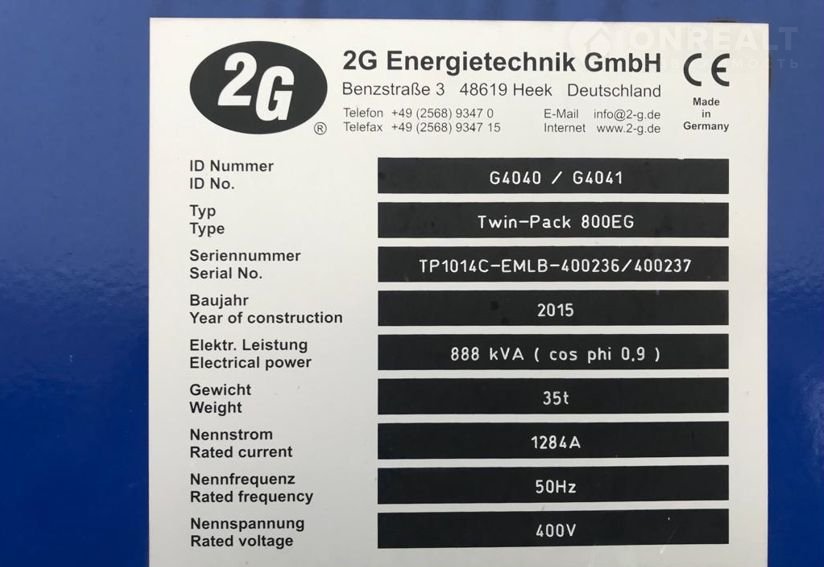 ONREALT
НЕДВИЖИМОСТЬ
2G
®
2G Energietechnik GmbH
Benzstraße 3 48619 Heek Deutschland
Telefon +49 (2568) 9347 0 E-Mail info@2-g.de
Telefax +49 (2568) 9347 15 Internet www.2-g.de
CE
Made
in
Germany
ID Nummer
ID No.
G4040 / G4041
Typ
Type
Twin-Pack 800EG
Seriennummer
Serial No.
TP1014C-EMLB-400236/400237
Baujahr
Year of construction
2015
Elektr. Leistung
Electrical power
888 kVA ( cos phi 0,9 )
Gewicht
Weight
35t
Nennstrom
Rated current
1284A
Nennfrequenz
Rated frequency
50Hz
Nennspannung
Rated voltage
400V